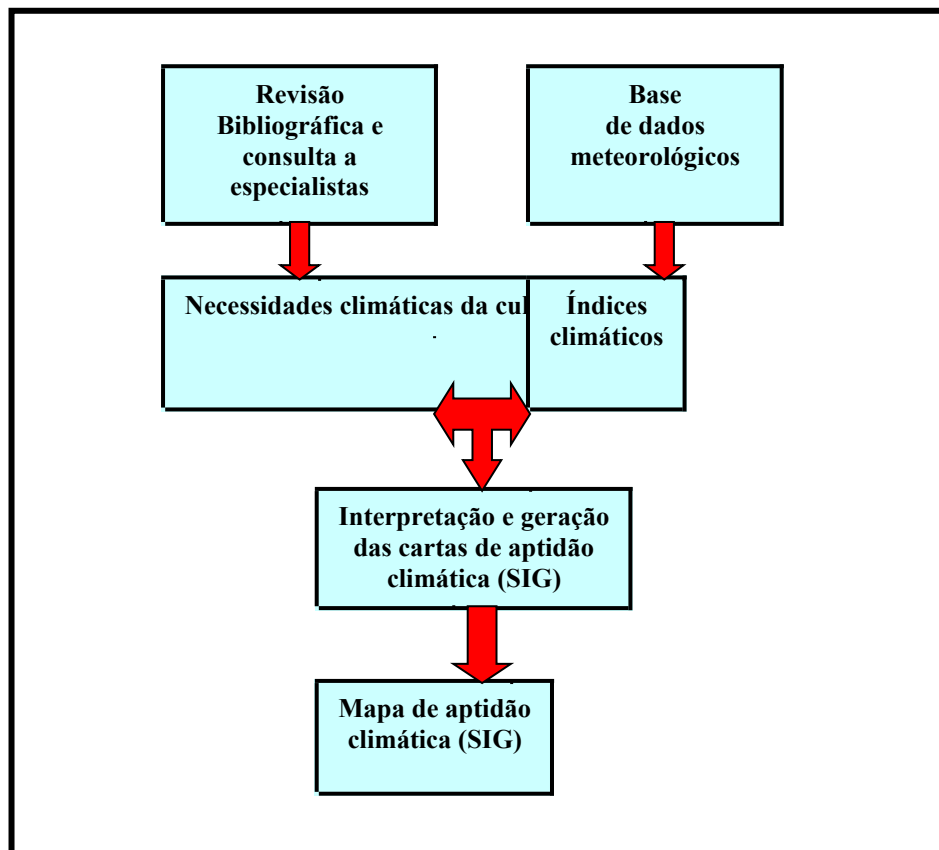 Revisão
Bibliográfica e
consulta a
especialistas
Base
de dados
meteorológicos
Necessidades climáticas da
Índices
climáticos
Interpretação e geração
das cartas de aptidão
climática (SIG)
Mapa de aptidão
climática (SIG)